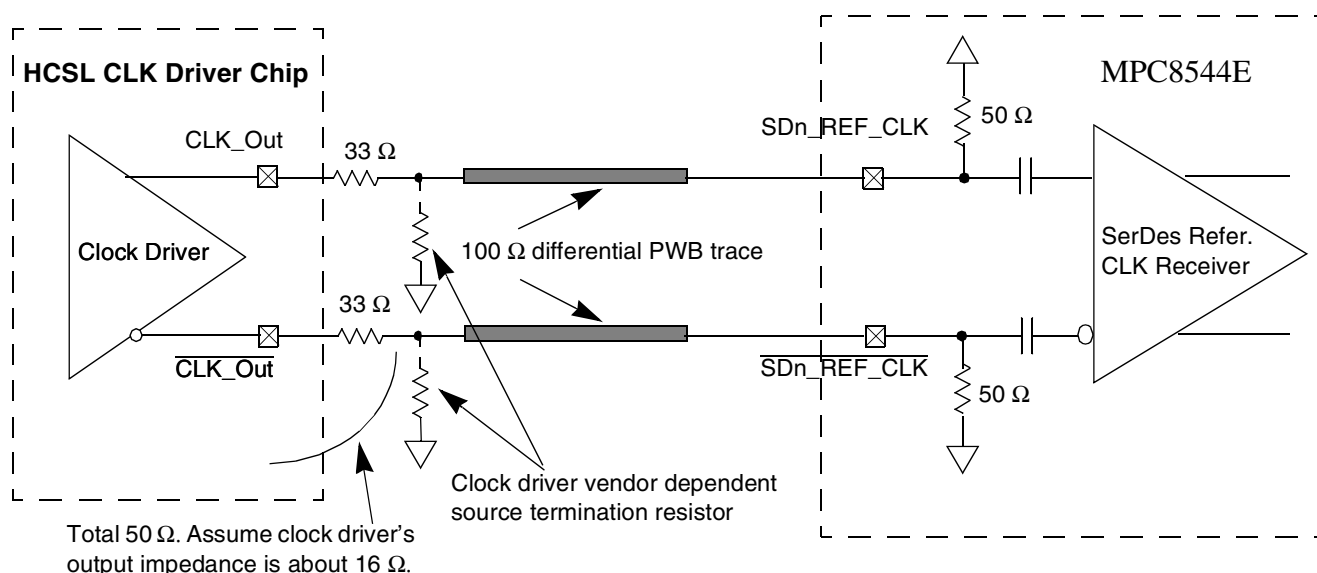 HCSL CLK Driver Chip
MPC8544E
CLK_Out
33 Ω
SDn_REF_CLK
50 Ω
Clock Driver
100 Ω differential PWB trace
SerDes Refer.
CLK Receiver
33 Ω
CLK_Out
SDn_REF_CLK
50 Ω
Clock driver vendor dependent
source termination resistor
Total 50 Ω. Assume clock driver’s
output impedance is about 16 Ω.